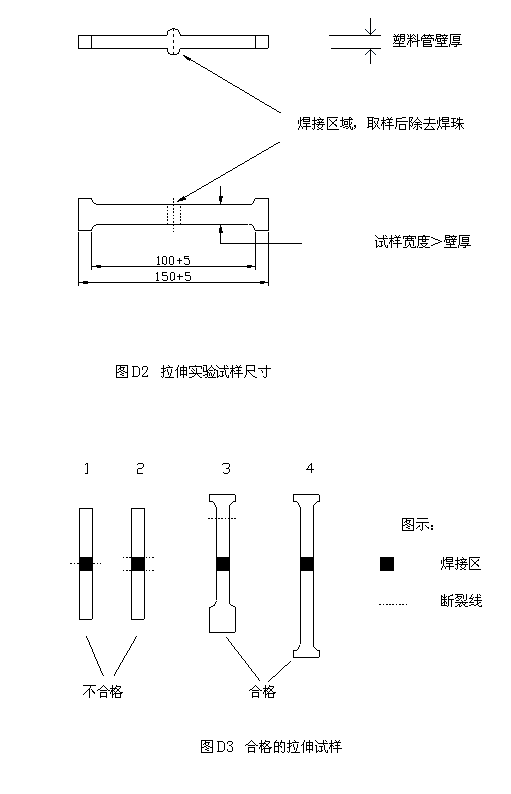 塑料管壁厚
焊接区域，取样后除去焊珠
试样宽度＞壁厚
100+5
150+5
图D2 拉伸实验试样尺寸
1 2 3 4
图示：
焊接区
断裂线
不合格 合格
图D3 合格的拉伸试样